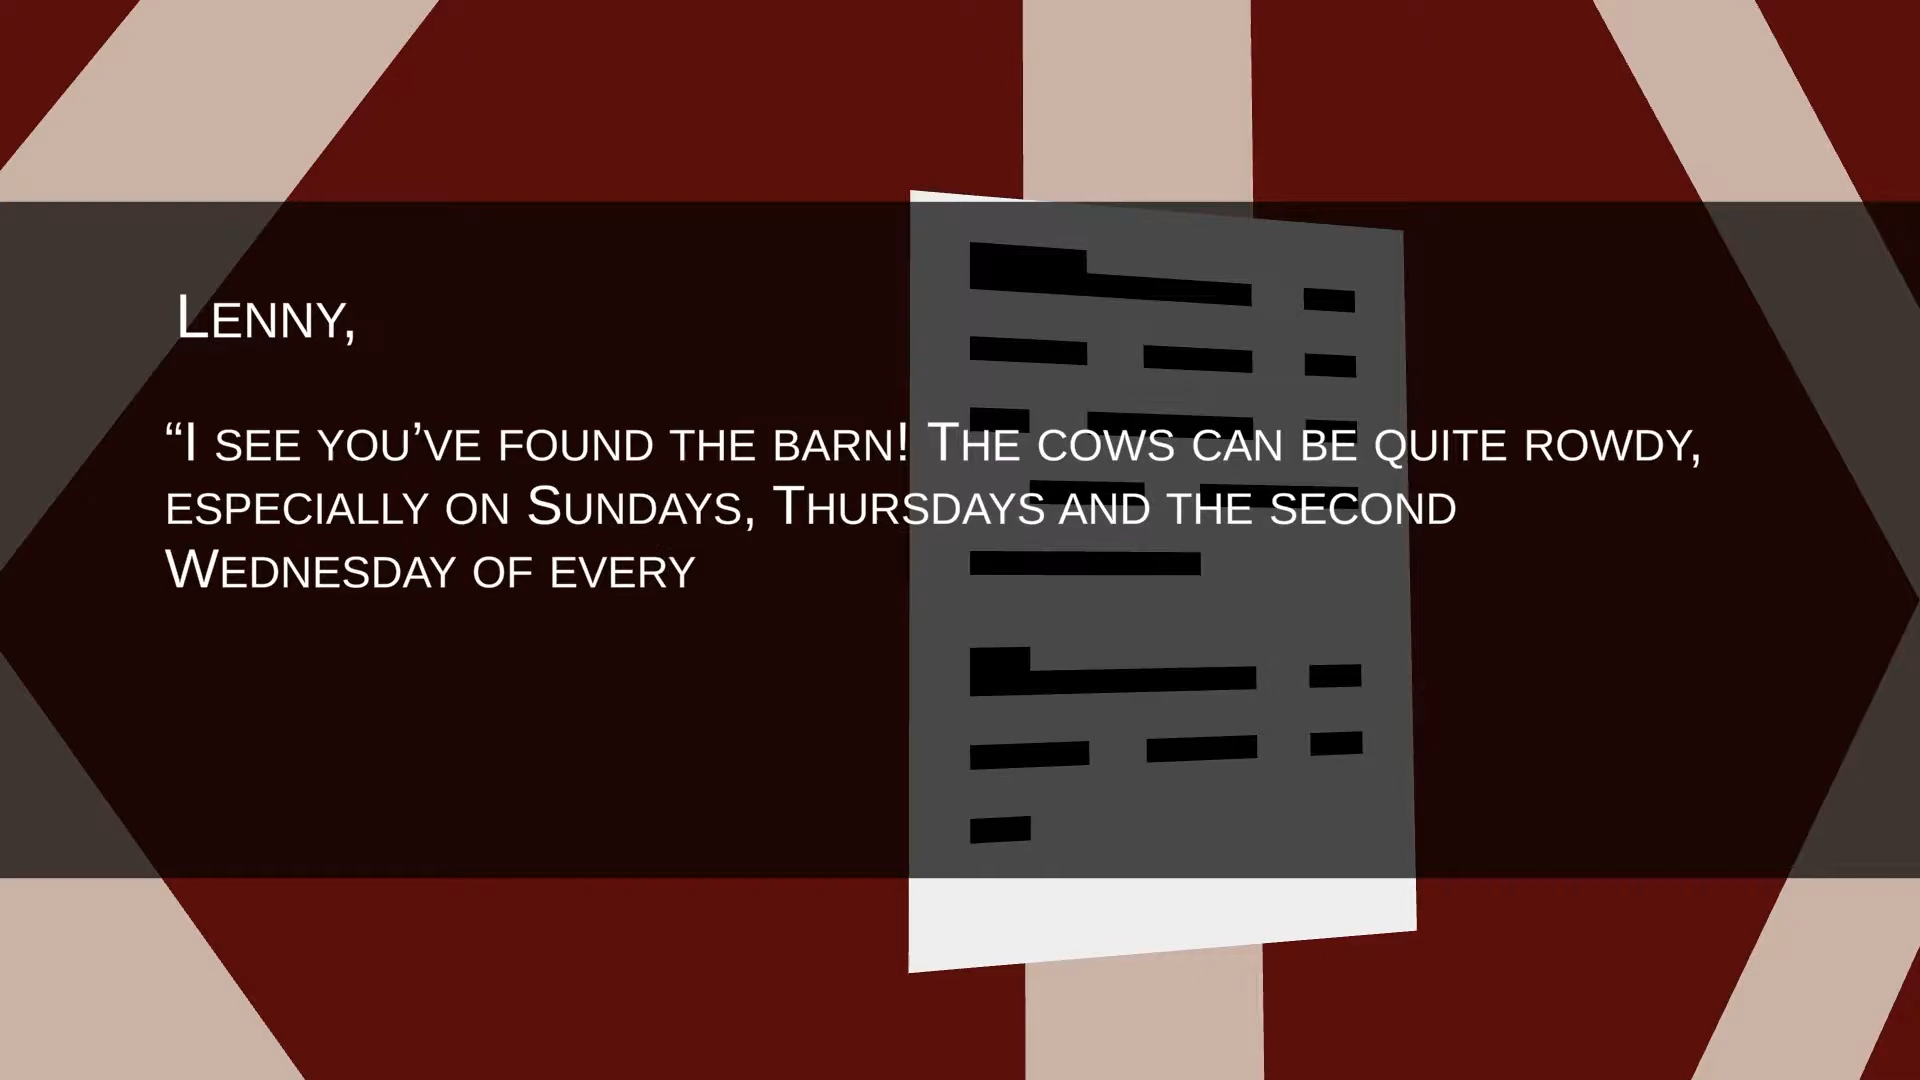 Lenny,
“I see you’ve found the barn! The cows can be quite rowdy,
especially on Sundays, Thursdays and the second
Wednesday of every